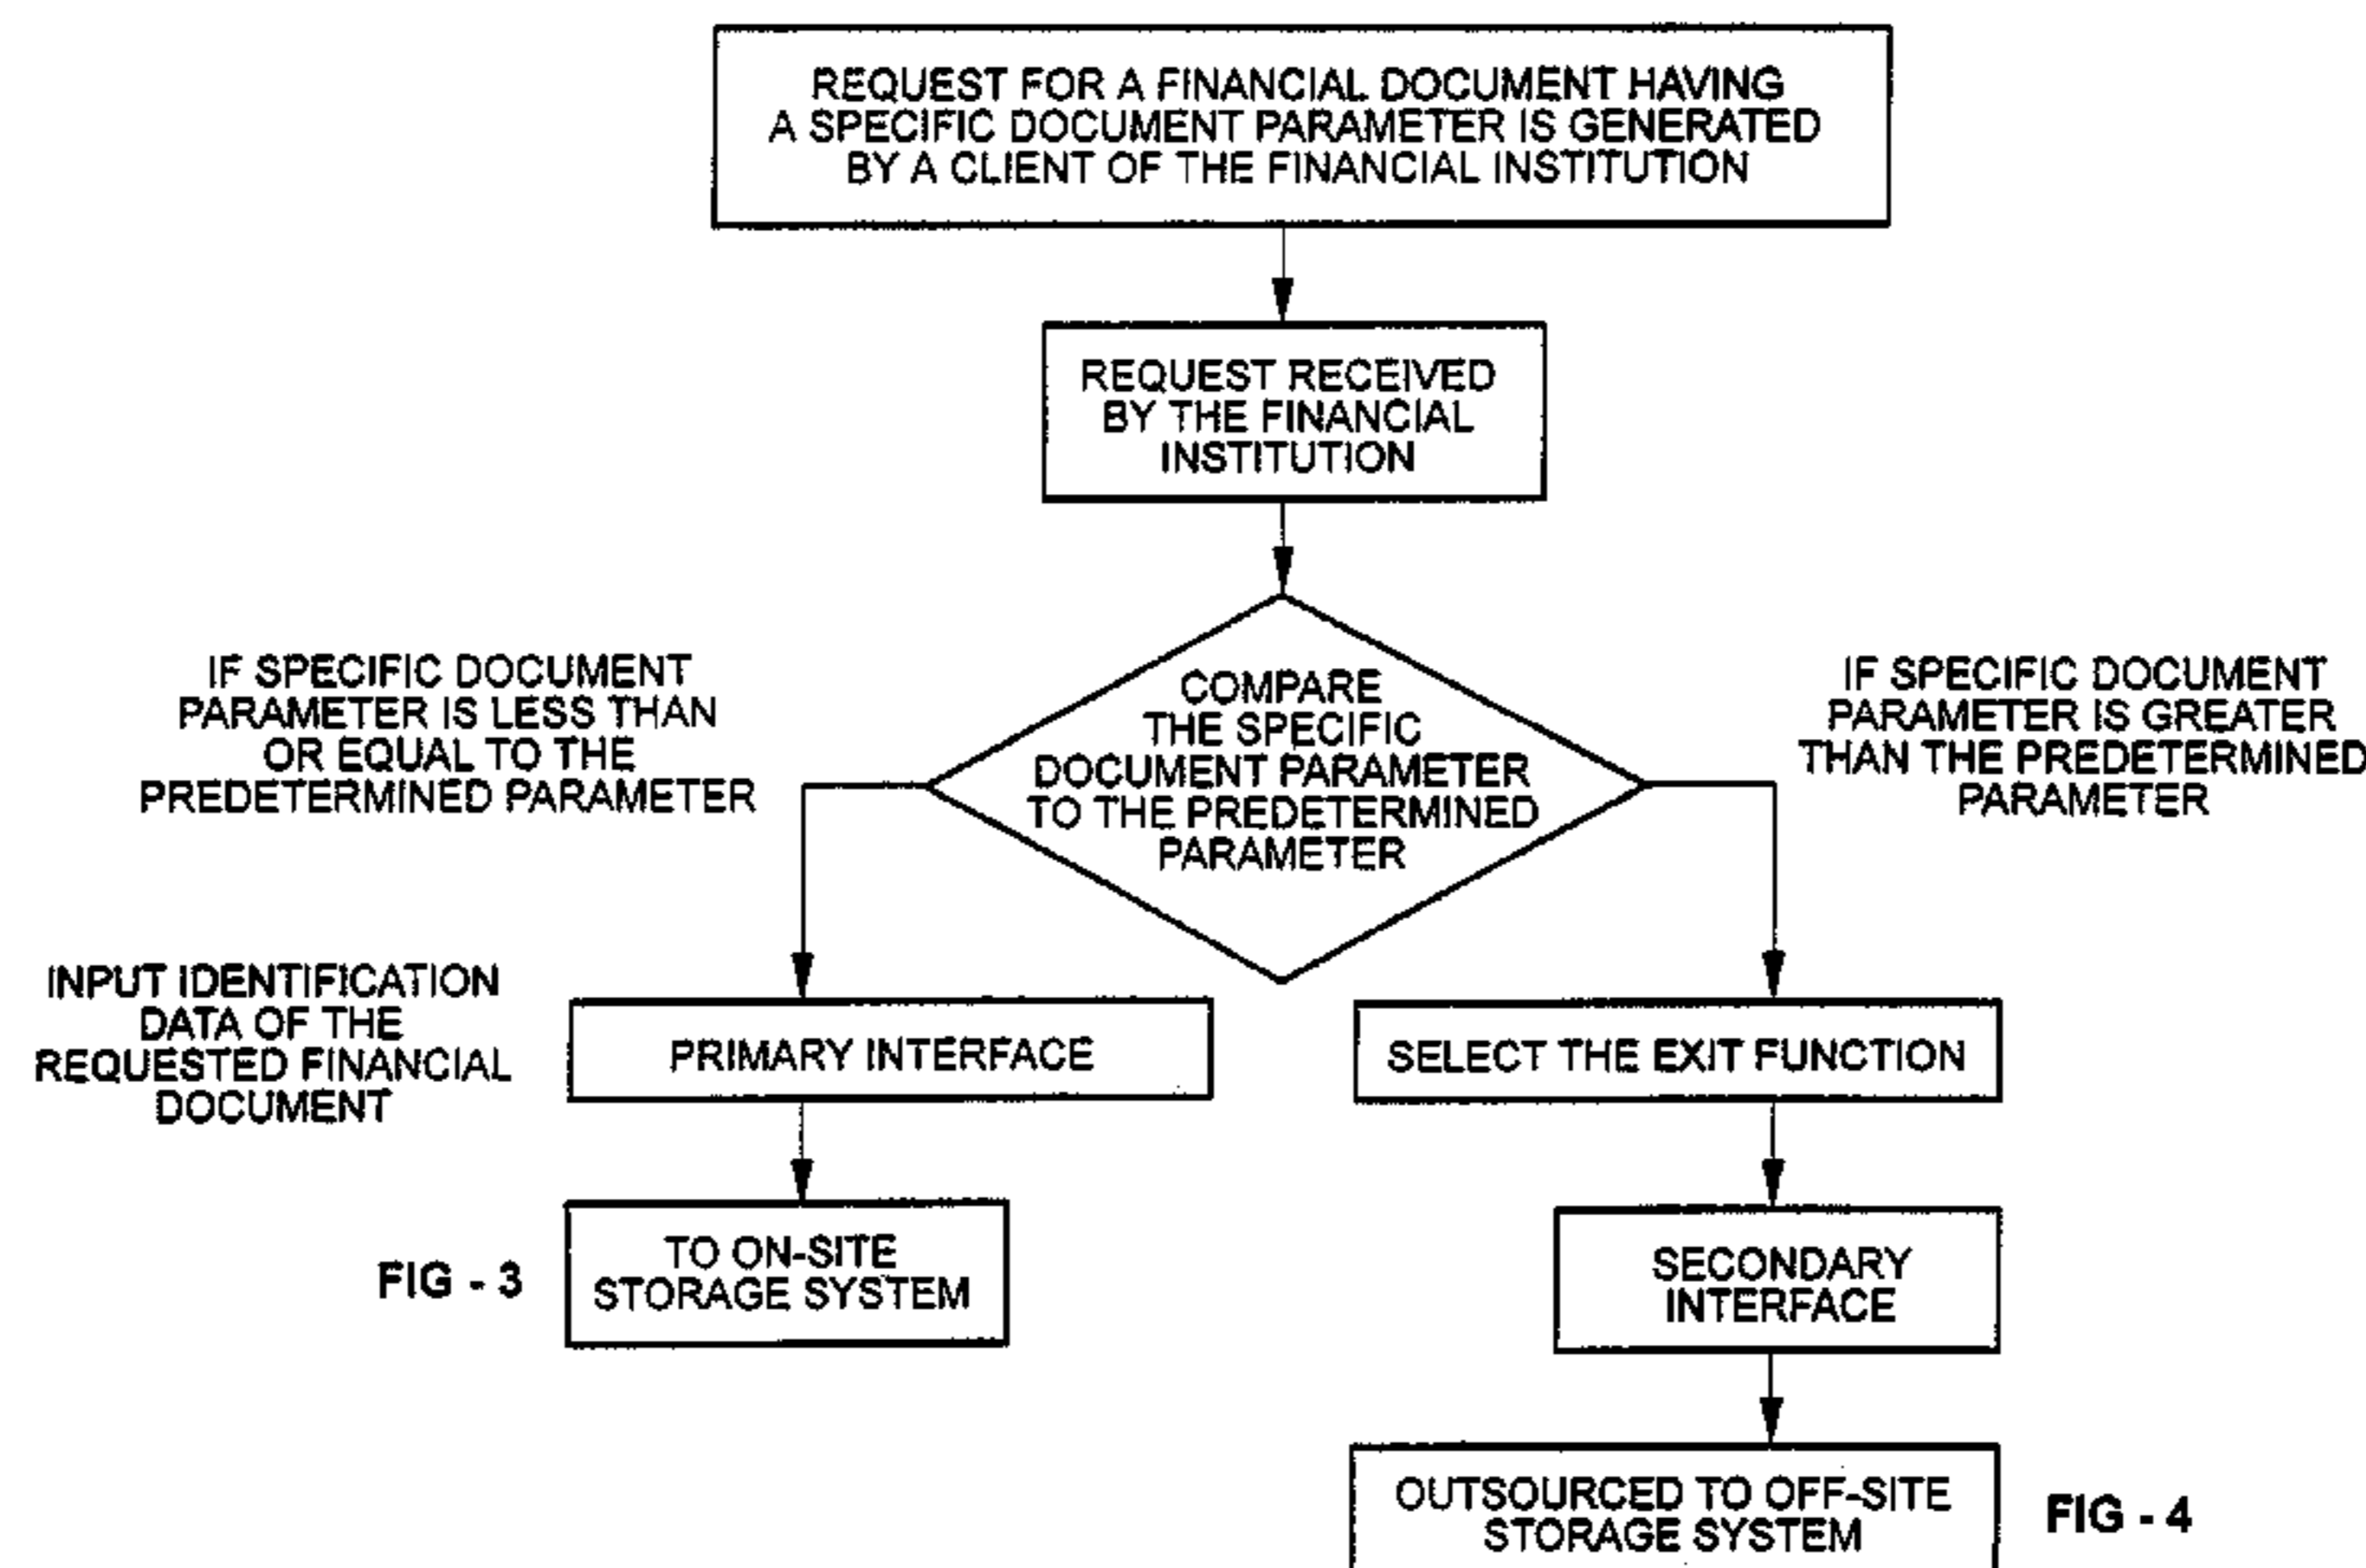 REQUEST FOR A FINANCIAL DOCUMENT HAVING
A SPECIFIC DOCUMENT PARAMETER IS GENERATED
BY A CLIENT OF THE FINANCIAL INSTITUTION
REQUEST RECEIVED
BY THE FINANCIAL
INSTITUTION
IF SPECIFIC DOCUMENT
PARAMETER IS LESS THAN
OR EQUAL TO THE
PREDETERMINED PARAMETER
COMPARE
THE SPECIFIC
DOCUMENT PARAMETER
TO THE PREDETERMINED
PARAMETER
IF SPECIFIC DOCUMENT
PARAMETER IS GREATER
THAN THE PREDETERMINED
PARAMETER
INPUT IDENTIFICATION
DATA OF THE
REQUESTED FINANCIAL
DOCUMENT
PRIMARY INTERFACE
SELECT THE EXIT FUNCTION
FIG - 3
TO ON-SITE
STORAGE SYSTEM
SECONDARY
INTERFACE
OUTSOURCED TO OFF-SITE
STORAGE SYSTEM
FIG - 4